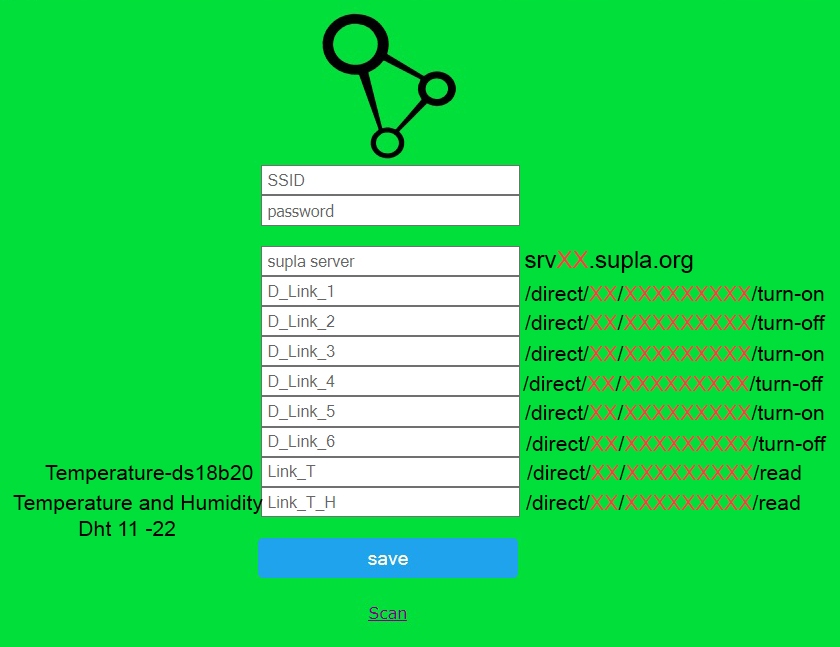 SSID
password
supla server srvXX.supla.org
D_Link_1 /direct/XX/XXXXXXXXX/turn-on
D_Link_2 /direct/XX/XXXXXXXXX/turn-off
D_Link_3 /direct/XX/XXXXXXXXX/turn-on
D_Link_4 /direct/XX/XXXXXXXXX/turn-off
D_Link_5 /direct/XX/XXXXXXXXX/turn-on
D_Link_6 /direct/XX/XXXXXXXXX/turn-off
Temperature-ds18b20 Link_T /direct/XX/XXXXXXXXX/read
Temperature and Humidity Link_T_H /direct/XX/XXXXXXXXX/read
Dht 11 -22
save
Scan